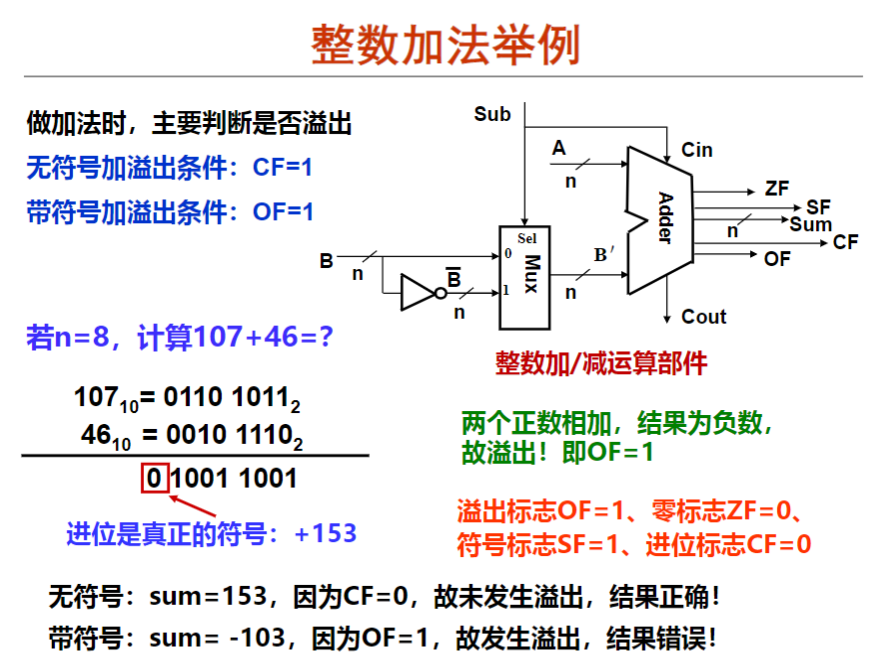 整数加法举例
做加法时，主要判断是否溢出
无符号加溢出条件：CF=1
带符号加溢出条件：OF=1
Sub
A
n
Cin
Adder
ZF
SF
n
Sum
CF
OF
Cout
B
n
B̅
n
Sel
0
1
Mux
B′
n
整数加/减运算部件
若n=8，计算107+46=?
107₁₀= 0110 1011₂
46₁₀ = 0010 1110₂
0 1001 1001
进位是真正的符号：+153
两个正数相加，结果为负数，
故溢出！即OF=1
溢出标志OF=1、零标志ZF=0、
符号标志SF=1、进位标志CF=0
无符号：sum=153，因为CF=0，故未发生溢出，结果正确！
带符号：sum= -103，因为OF=1，故发生溢出，结果错误！